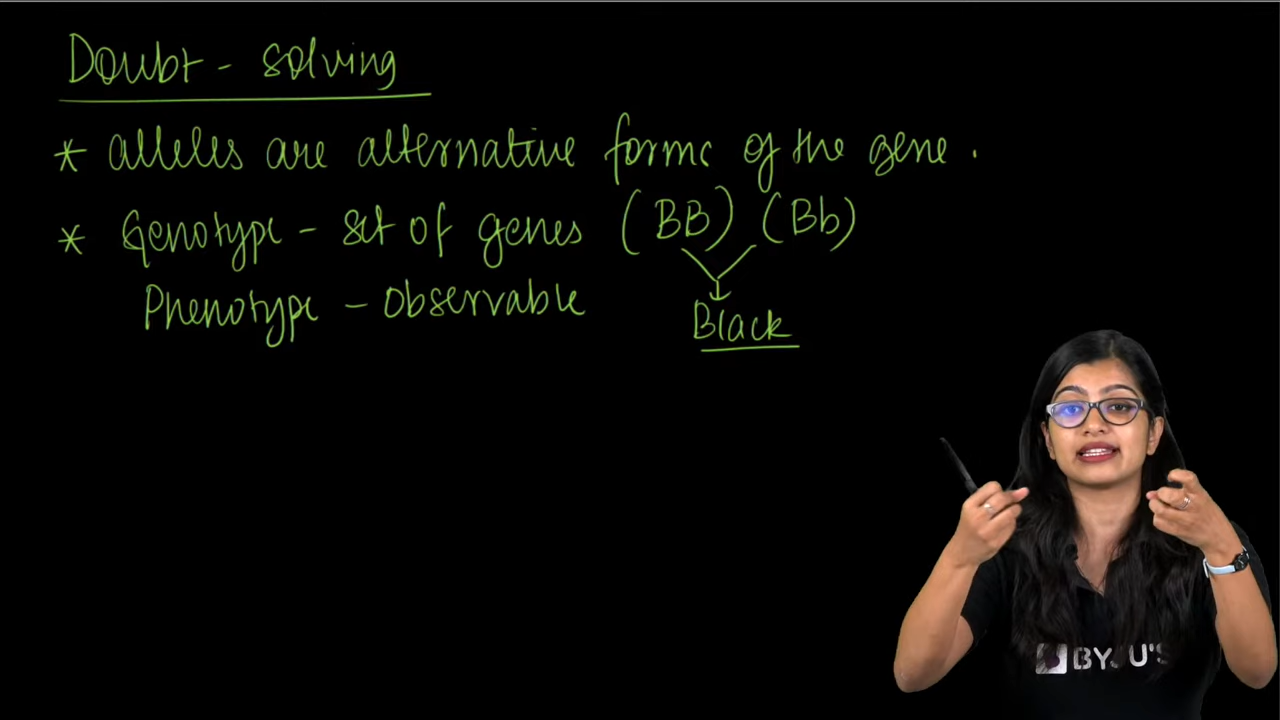 Doubt - solving
* alleles are alternative forms of the gene.
* Genotype - set of genes (BB) (Bb)
Phenotype - Observable
Black
BYJU'S